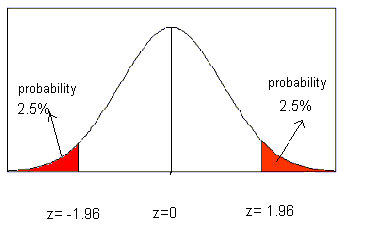 probability
2.5%
probability
2.5%
z= -1.96
z=0
z= 1.96